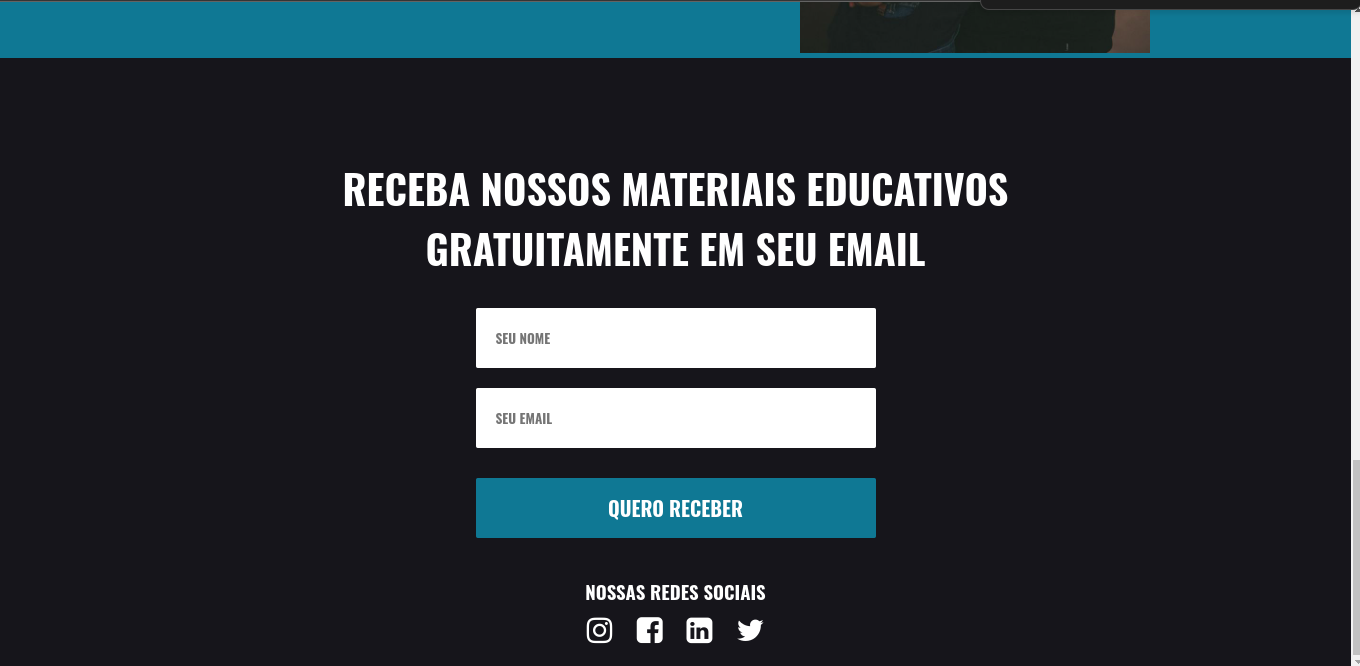 RECEBA NOSSOS MATERIAIS EDUCATIVOS
GRATUITAMENTE EM SEU EMAIL
SEU NOME
SEU EMAIL
QUERO RECEBER
NOSSAS REDES SOCIAIS